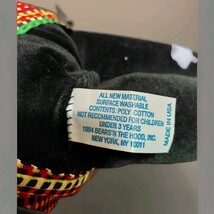 ALL NEW MATERIAL
SURFACE WASHABLE
CONTENTS: POLY COTTON
NOT RECOMMENDED FOR CHILDREN
UNDER 3 YEARS
1994 BEARS'N THE HOOD, INC.
NEW YORK, NY 10011
MADE IN USA